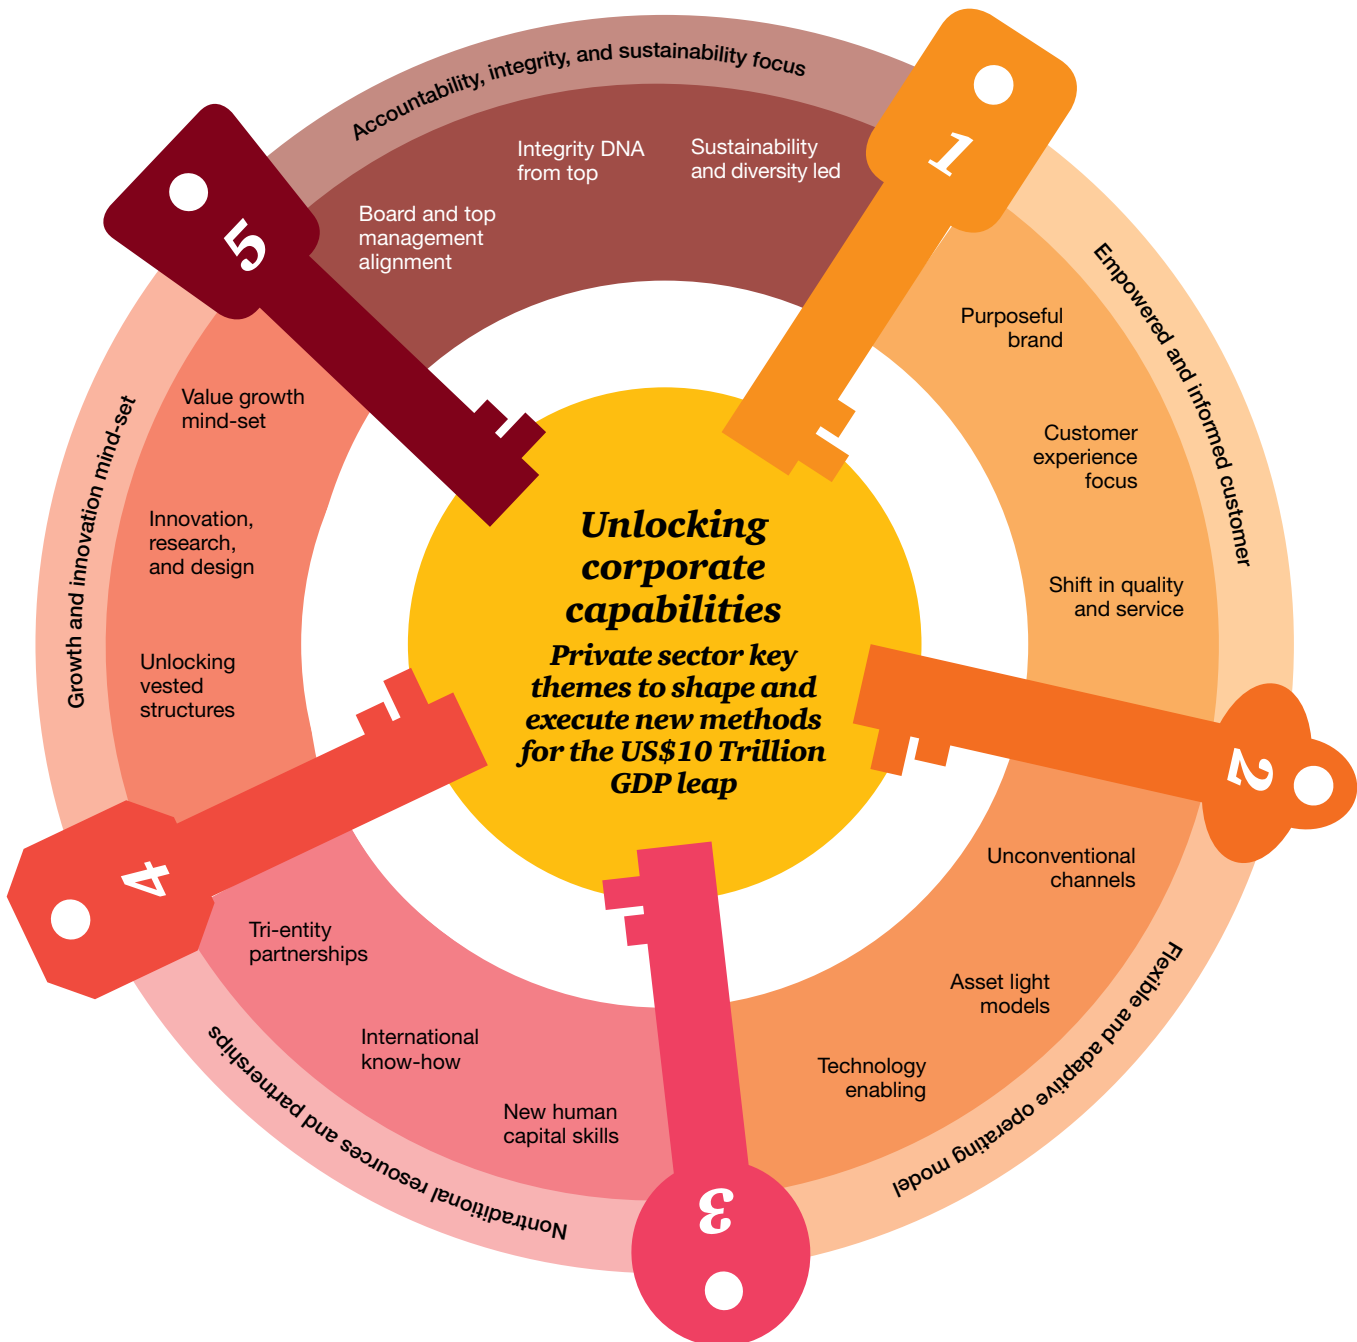 Unlocking
corporate
capabilities
Private sector key
themes to shape and
execute new methods
for the US$10 Trillion
GDP leap
1
Empowered and informed customer
Purposeful
brand
Customer
experience
focus
Shift in quality
and service
2
Flexible and adaptive operating model
Unconventional
channels
Asset light
models
Technology
enabling
3
Nontraditional resources and partnerships
New human
capital skills
International
know-how
Tri-entity
partnerships
4
Growth and innovation mind-set
Unlocking
vested
structures
Innovation,
research,
and design
Value growth
mind-set
5
Accountability, integrity, and sustainability focus
Board and top
management
alignment
Integrity DNA
from top
Sustainability
and diversity led